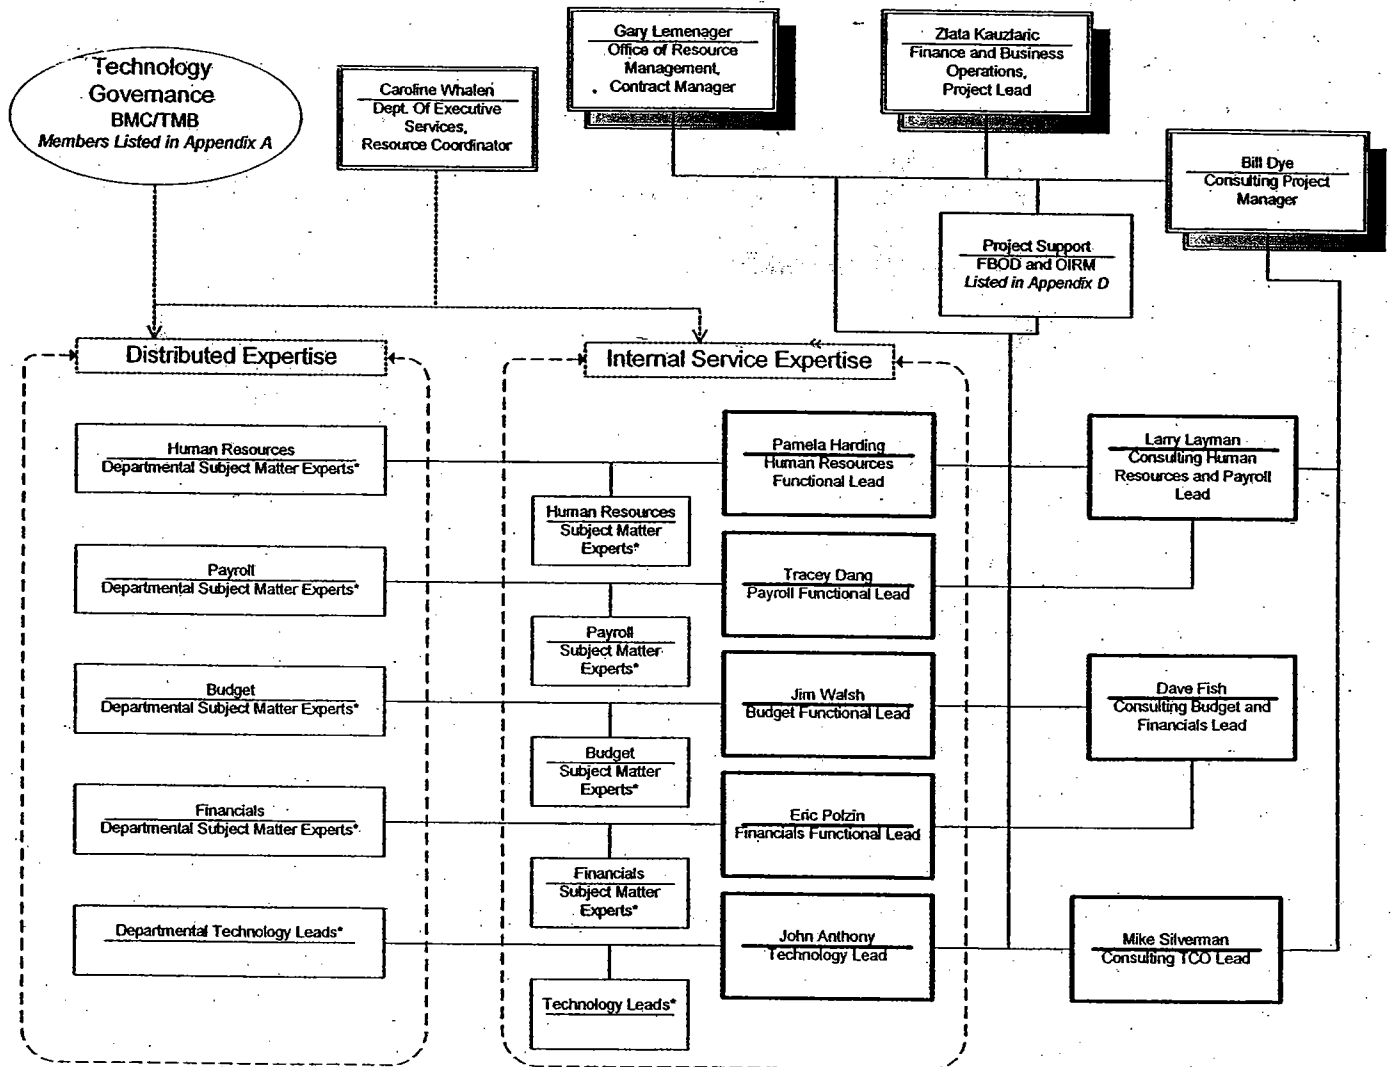 Technology
Governance
BMC/TMB
Members Listed in Appendix A
Caroline Whalen
Dept. Of Executive
Services,
Resource Coordinator
Gary Lemenager
Office of Resource
Management,
Contract Manager
Zlata Kauzlaric
Finance and Business
Operations,
Project Lead
Bill Dye
Consulting Project
Manager
Project Support
FBOD and OIRM
Listed in Appendix D
Distributed Expertise
Internal Service Expertise
Human Resources
Departmental Subject Matter Experts*
Human Resources
Subject Matter
Experts*
Pamela Harding
Human Resources
Functional Lead
Larry Layman
Consulting Human
Resources and Payroll
Lead
Payroll
Departmental Subject Matter Experts*
Payroll
Subject Matter
Experts*
Tracey Dang
Payroll Functional Lead
Budget
Departmental Subject Matter Experts*
Budget
Subject Matter
Experts*
Jim Walsh
Budget Functional Lead
Dave Fish
Consulting Budget and
Financials Lead
Financials
Departmental Subject Matter Experts*
Financials
Subject Matter
Experts*
Eric Polzin
Financials Functional Lead
Departmental Technology Leads*
Technology Leads*
John Anthony
Technology Lead
Mike Silverman
Consulting TCO Lead